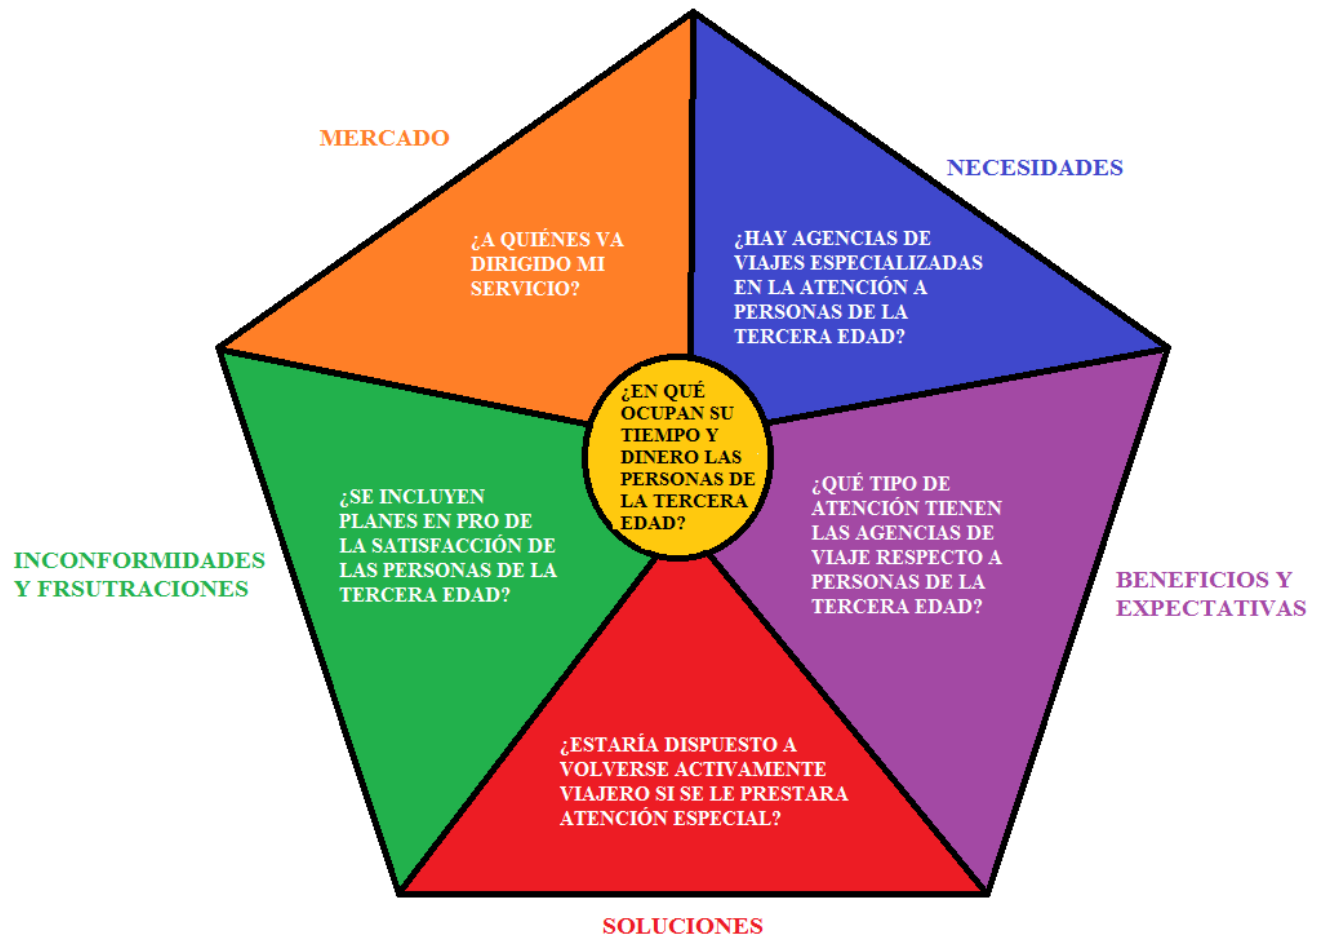 MERCADO
¿A QUIÉNES VA
DIRIGIDO MI
SERVICIO?
NECESIDADES
¿HAY AGENCIAS DE
VIAJES ESPECIALIZADAS
EN LA ATENCIÓN A
PERSONAS DE LA
TERCERA EDAD?
¿EN QUÉ
OCUPAN SU
TIEMPO Y
DINERO LAS
PERSONAS DE
LA TERCERA
EDAD?
INCONFORMIDADES
Y FRSUTRACIONES
¿SE INCLUYEN
PLANES EN PRO DE
LA SATISFACCIÓN DE
LAS PERSONAS DE LA
TERCERA EDAD?
¿QUÉ TIPO DE
ATENCIÓN TIENEN
LAS AGENCIAS DE
VIAJE RESPECTO A
PERSONAS DE LA
TERCERA EDAD?
BENEFICIOS Y
EXPECTATIVAS
¿ESTARÍA DISPUESTO A
VOLVERSE ACTIVAMENTE
VIAJERO SI SE LE PRESTARA
ATENCIÓN ESPECIAL?
SOLUCIONES